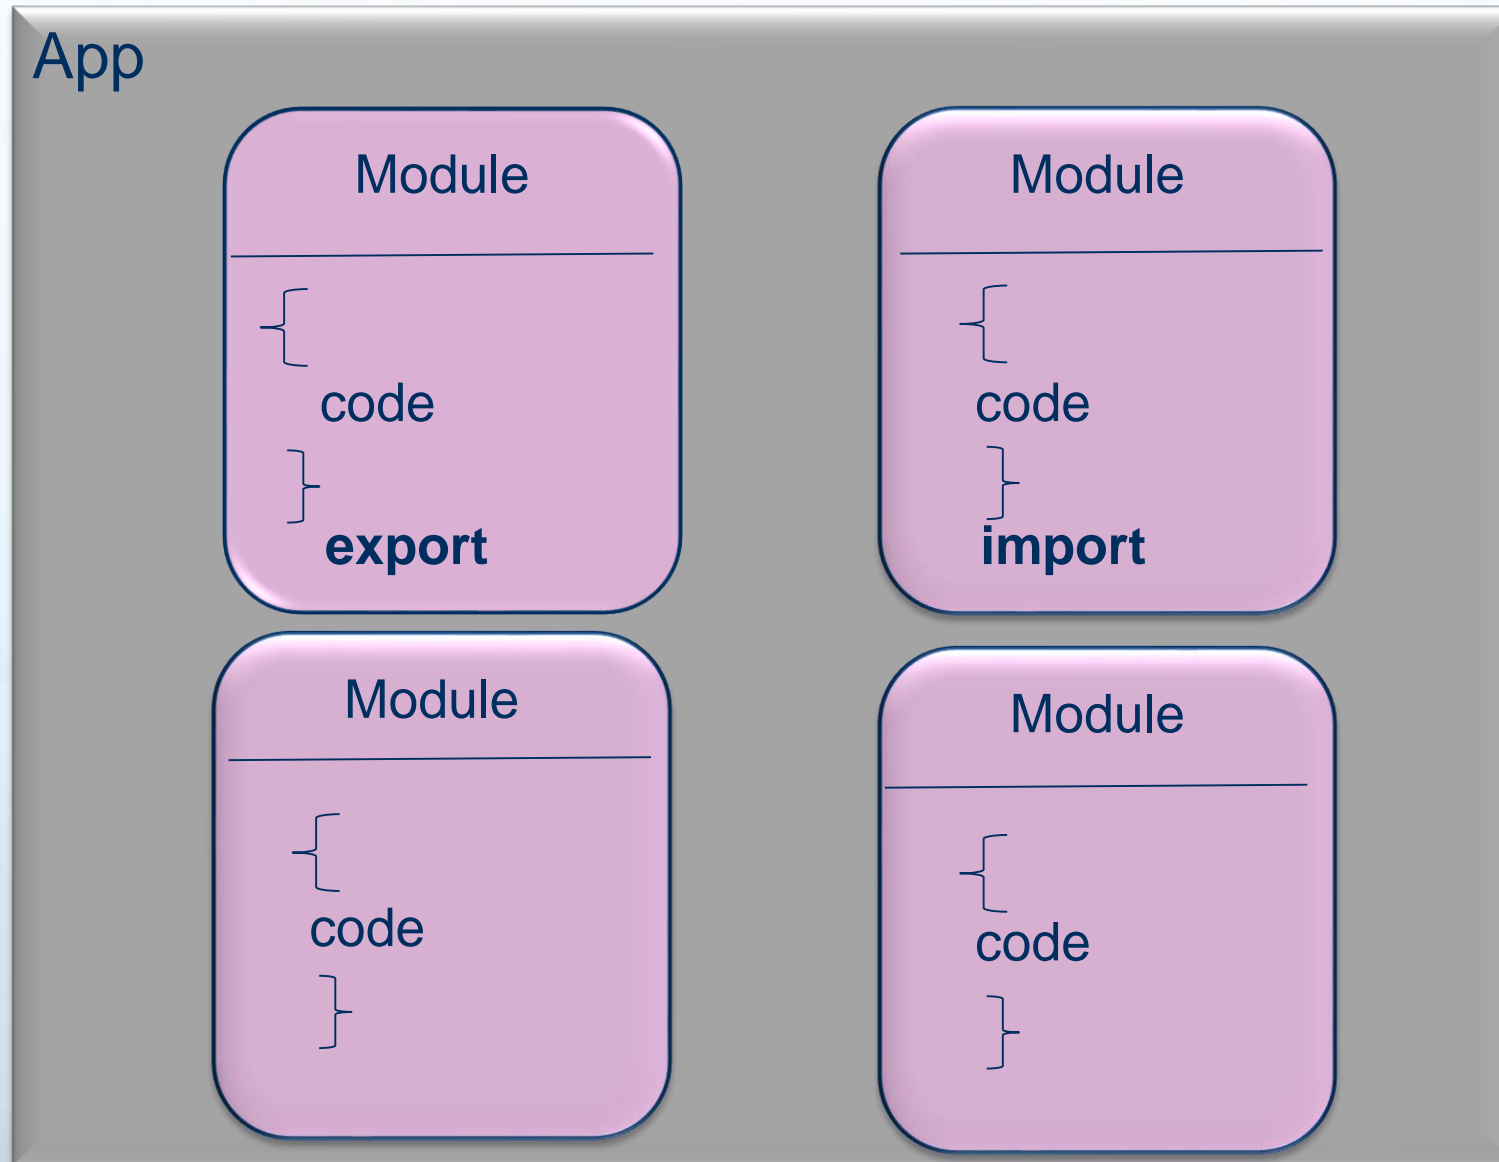 App
Module
{
code
}
export
Module
{
code
}
import
Module
{
code
}
Module
{
code
}